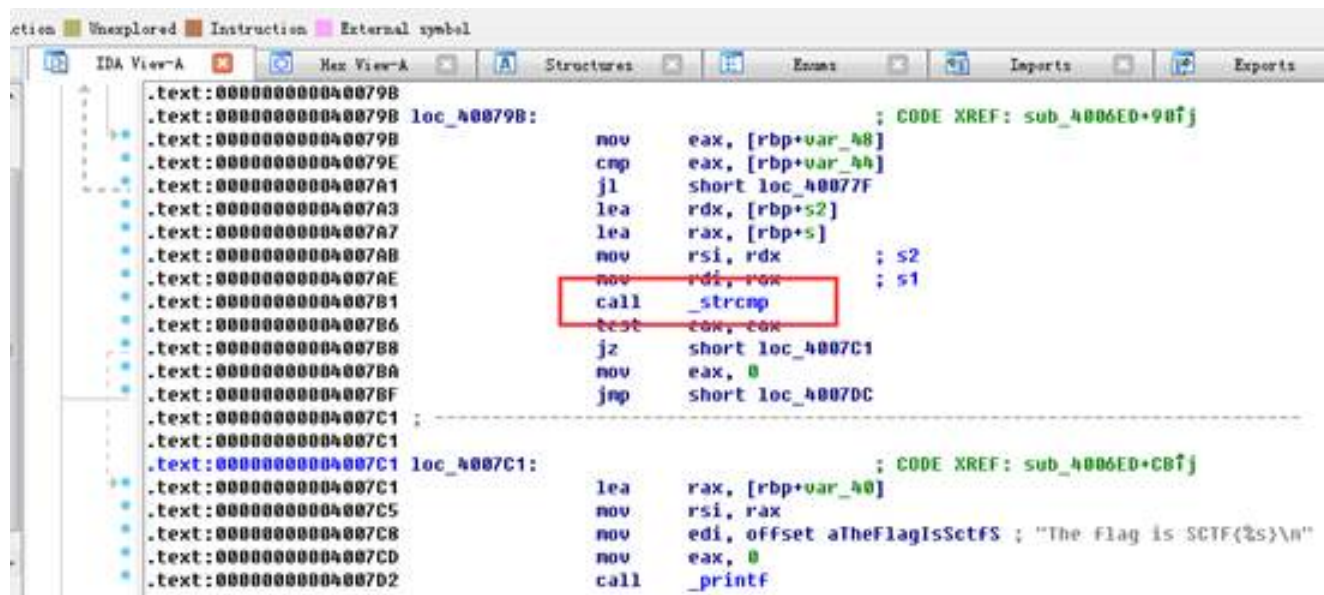 ction Unexplored Instruction External symbol
IDA View-A Hex View-A Structures Enums Imports Exports
.text:000000000040079B
.text:000000000040079B loc_40079B: ; CODE XREF: sub_4006ED+90↑j
.text:000000000040079B mov eax, [rbp+var_48]
.text:000000000040079E cmp eax, [rbp+var_44]
.text:00000000004007A1 jl short loc_40077F
.text:00000000004007A3 lea rdx, [rbp+s2]
.text:00000000004007A7 lea rax, [rbp+s]
.text:00000000004007AB mov rsi, rdx ; s2
.text:00000000004007AE mov rdi, rax ; s1
.text:00000000004007B1 call _strcmp
.text:00000000004007B6 test eax, eax
.text:00000000004007B8 jz short loc_4007C1
.text:00000000004007BA mov eax, 0
.text:00000000004007BF jmp short loc_4007DC
.text:00000000004007C1 ; ---------------------------------------------------------------------------
.text:00000000004007C1
.text:00000000004007C1 loc_4007C1: ; CODE XREF: sub_4006ED+CB↑j
.text:00000000004007C1 lea rax, [rbp+var_40]
.text:00000000004007C5 mov rsi, rax
.text:00000000004007C8 mov edi, offset aTheFlagIsSctfS ; "The flag is SCTF{%s}\n"
.text:00000000004007CD mov eax, 0
.text:00000000004007D2 call _printf